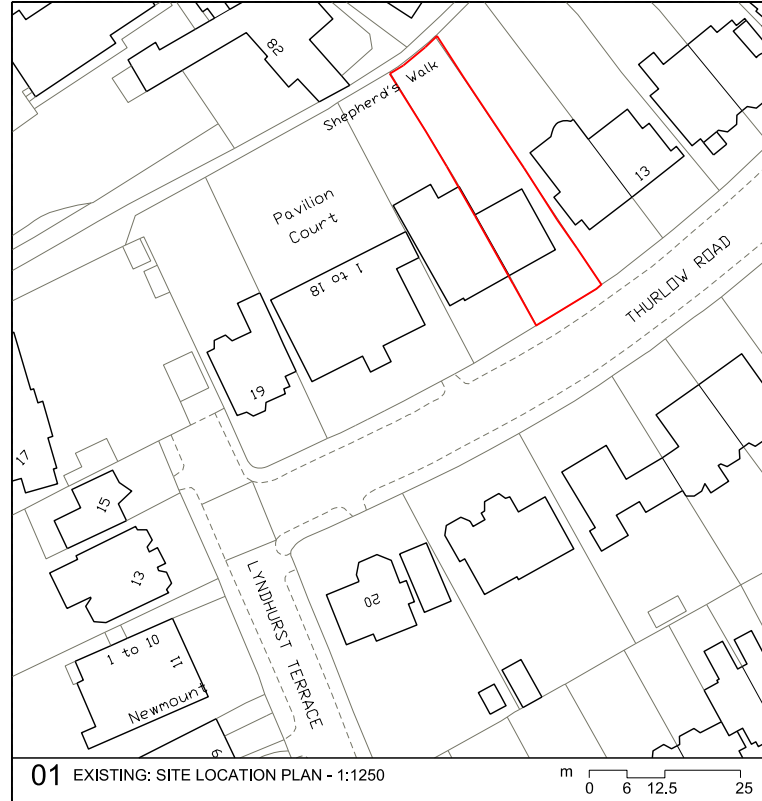 82
Shepherd's Walk
Pavilion
Court
13
1 to 18
THURLOW ROAD
19
17
15
13
20
LYNDHURST TERRACE
1 to 10
11
Newmount
9
01 EXISTING: SITE LOCATION PLAN - 1:1250
m
0 6 12.5 25